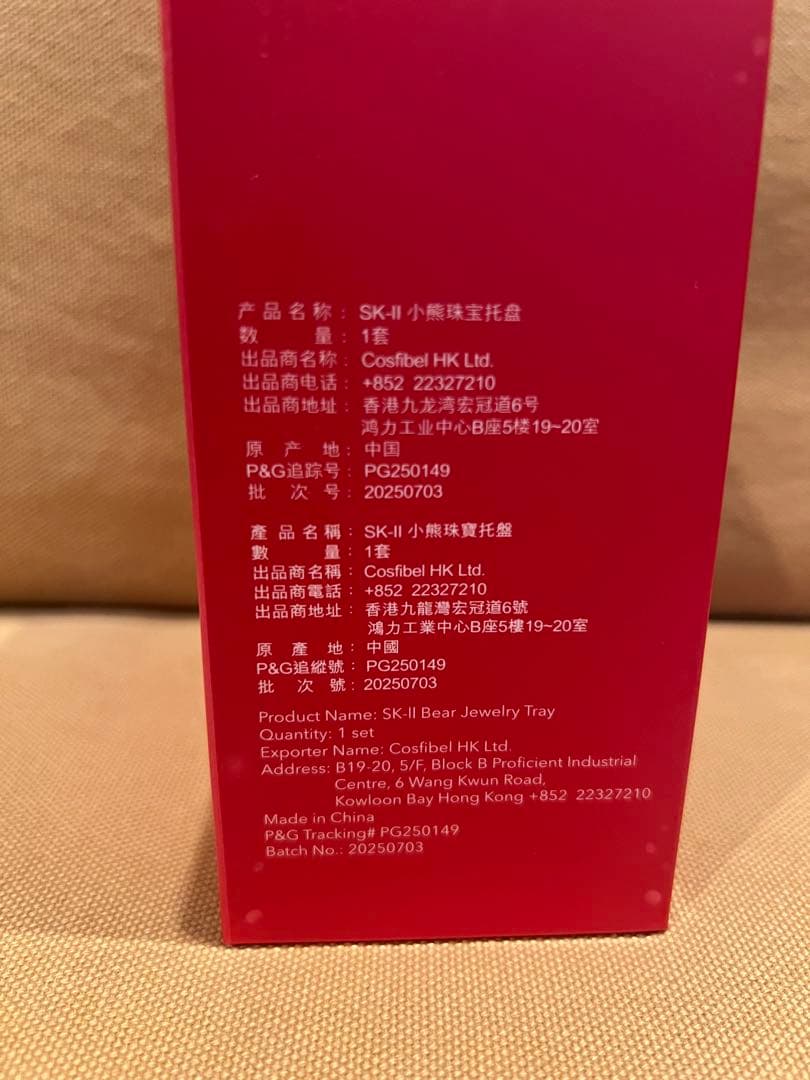 产品名称： SK-II 小熊珠宝托盘
数量： 1套
出品商名称： Cosfibel HK Ltd.
出品商电话： +852 22327210
出品商地址： 香港九龙湾宏冠道6号
鸿力工业中心B座5楼19~20室
原产地： 中国
P&G追踪号： PG250149
批次号： 20250703
產品名稱： SK-II 小熊珠寶托盤
數量： 1套
出品商名稱： Cosfibel HK Ltd.
出品商電話： +852 22327210
出品商地址： 香港九龍灣宏冠道6號
鴻力工業中心B座5樓19~20室
原產地： 中國
P&G追縱號： PG250149
批次號： 20250703
Product Name: SK-II Bear Jewelry Tray
Quantity: 1 set
Exporter Name: Cosfibel HK Ltd.
Address: B19-20, 5/F, Block B Proficient Industrial
Centre, 6 Wang Kwun Road,
Kowloon Bay Hong Kong +852 22327210
Made in China
P&G Tracking# PG250149
Batch No.: 20250703